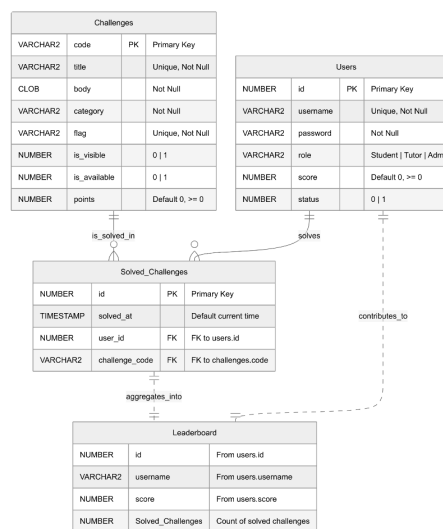 Challenges
VARCHAR2 code PK Primary Key
VARCHAR2 title Unique, Not Null
CLOB body Not Null
VARCHAR2 category Not Null
VARCHAR2 flag Unique, Not Null
NUMBER is_visible 0 | 1
NUMBER is_available 0 | 1
NUMBER points Default 0, >= 0
Users
NUMBER id PK Primary Key
VARCHAR2 username Unique, Not Null
VARCHAR2 password Not Null
VARCHAR2 role Student | Tutor | Adm
NUMBER score Default 0, >= 0
NUMBER status 0 | 1
is_solved_in
solves
Solved_Challenges
NUMBER id PK Primary Key
TIMESTAMP solved_at Default current time
NUMBER user_id FK FK to users.id
VARCHAR2 challenge_code FK FK to challenges.code
contributes_to
aggregates_into
Leaderboard
NUMBER id From users.id
VARCHAR2 username From users.username
NUMBER score From users.score
NUMBER Solved_Challenges Count of solved challenges